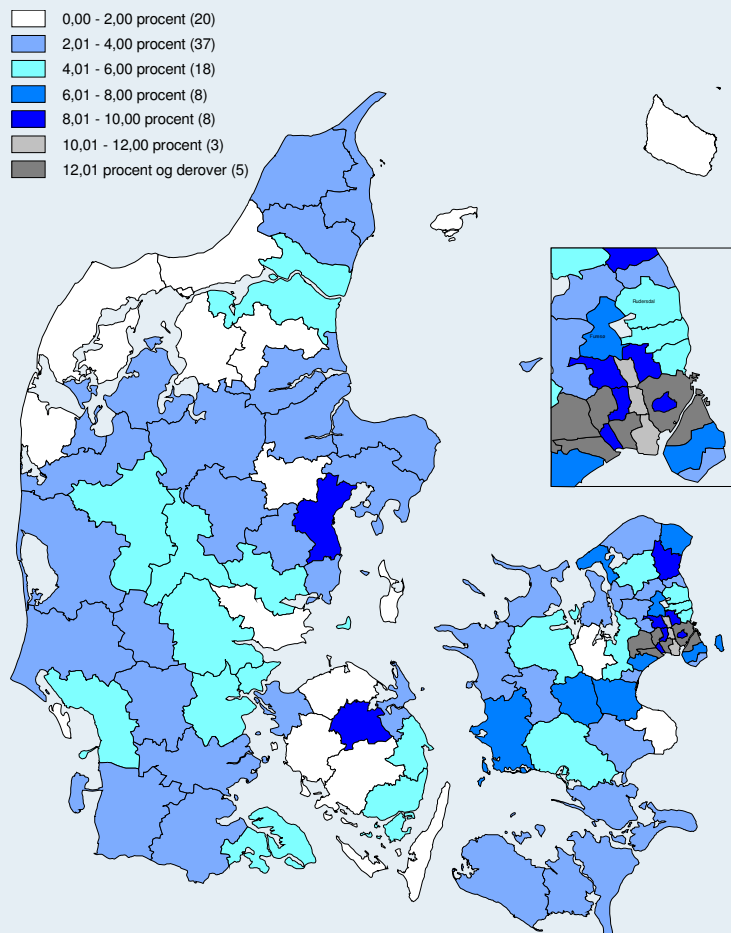 0,00 - 2,00 procent (20)
2,01 - 4,00 procent (37)
4,01 - 6,00 procent (18)
6,01 - 8,00 procent (8)
8,01 - 10,00 procent (8)
10,01 - 12,00 procent (3)
12,01 procent og derover (5)
Rudersdal
Furesø